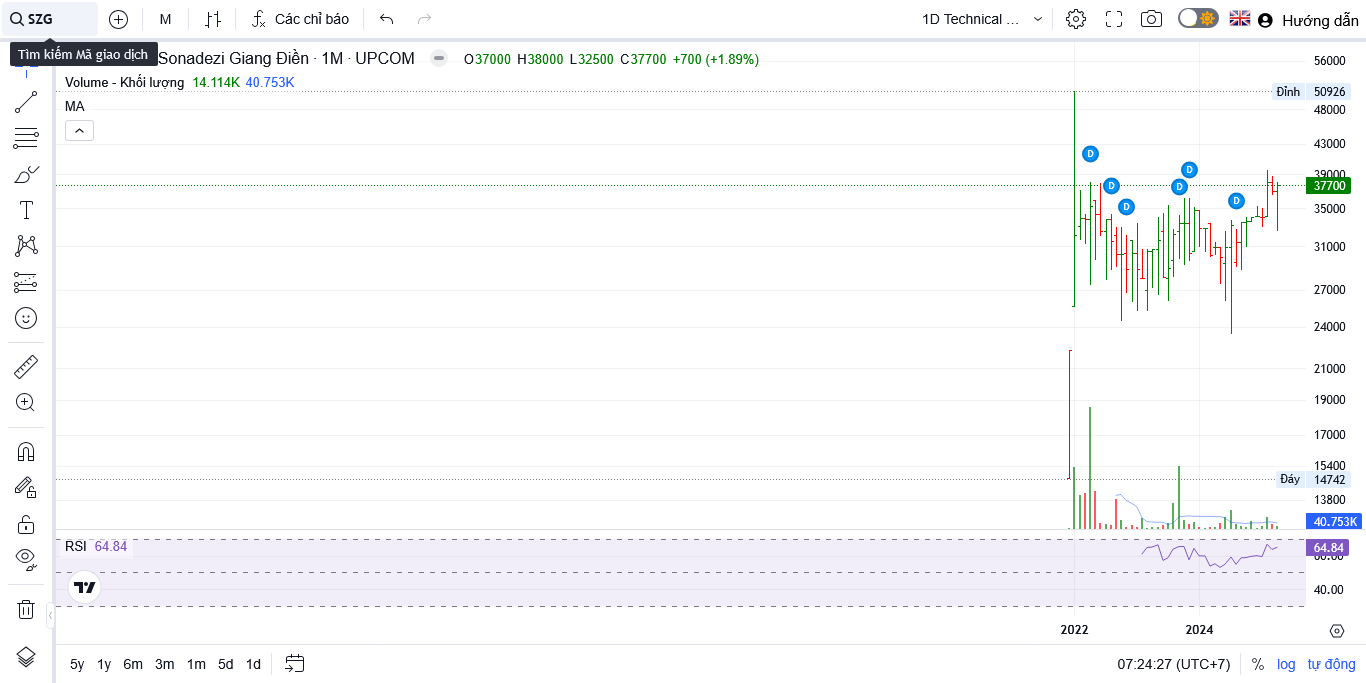 SZG
M
Các chỉ báo
1D Technical ...
Hướng dẫn
Tìm kiếm Mã giao dịch
Sonadezi Giang Điền · 1M · UPCOM
O37000 H38000 L32500 C37700 +700 (+1.89%)
Volume - Khối lượng 14.114K 40.753K
MA
56000
Đỉnh 50926
48000
43000
39000
37700
35000
31000
27000
24000
21000
19000
17000
15400
Đáy 14742
13800
40.753K
D
D
D
D
D
D
RSI 64.84
64.84
60.00
40.00
2022 2024
5y 1y 6m 3m 1m 5d 1d
07:24:27 (UTC+7) % log tự động